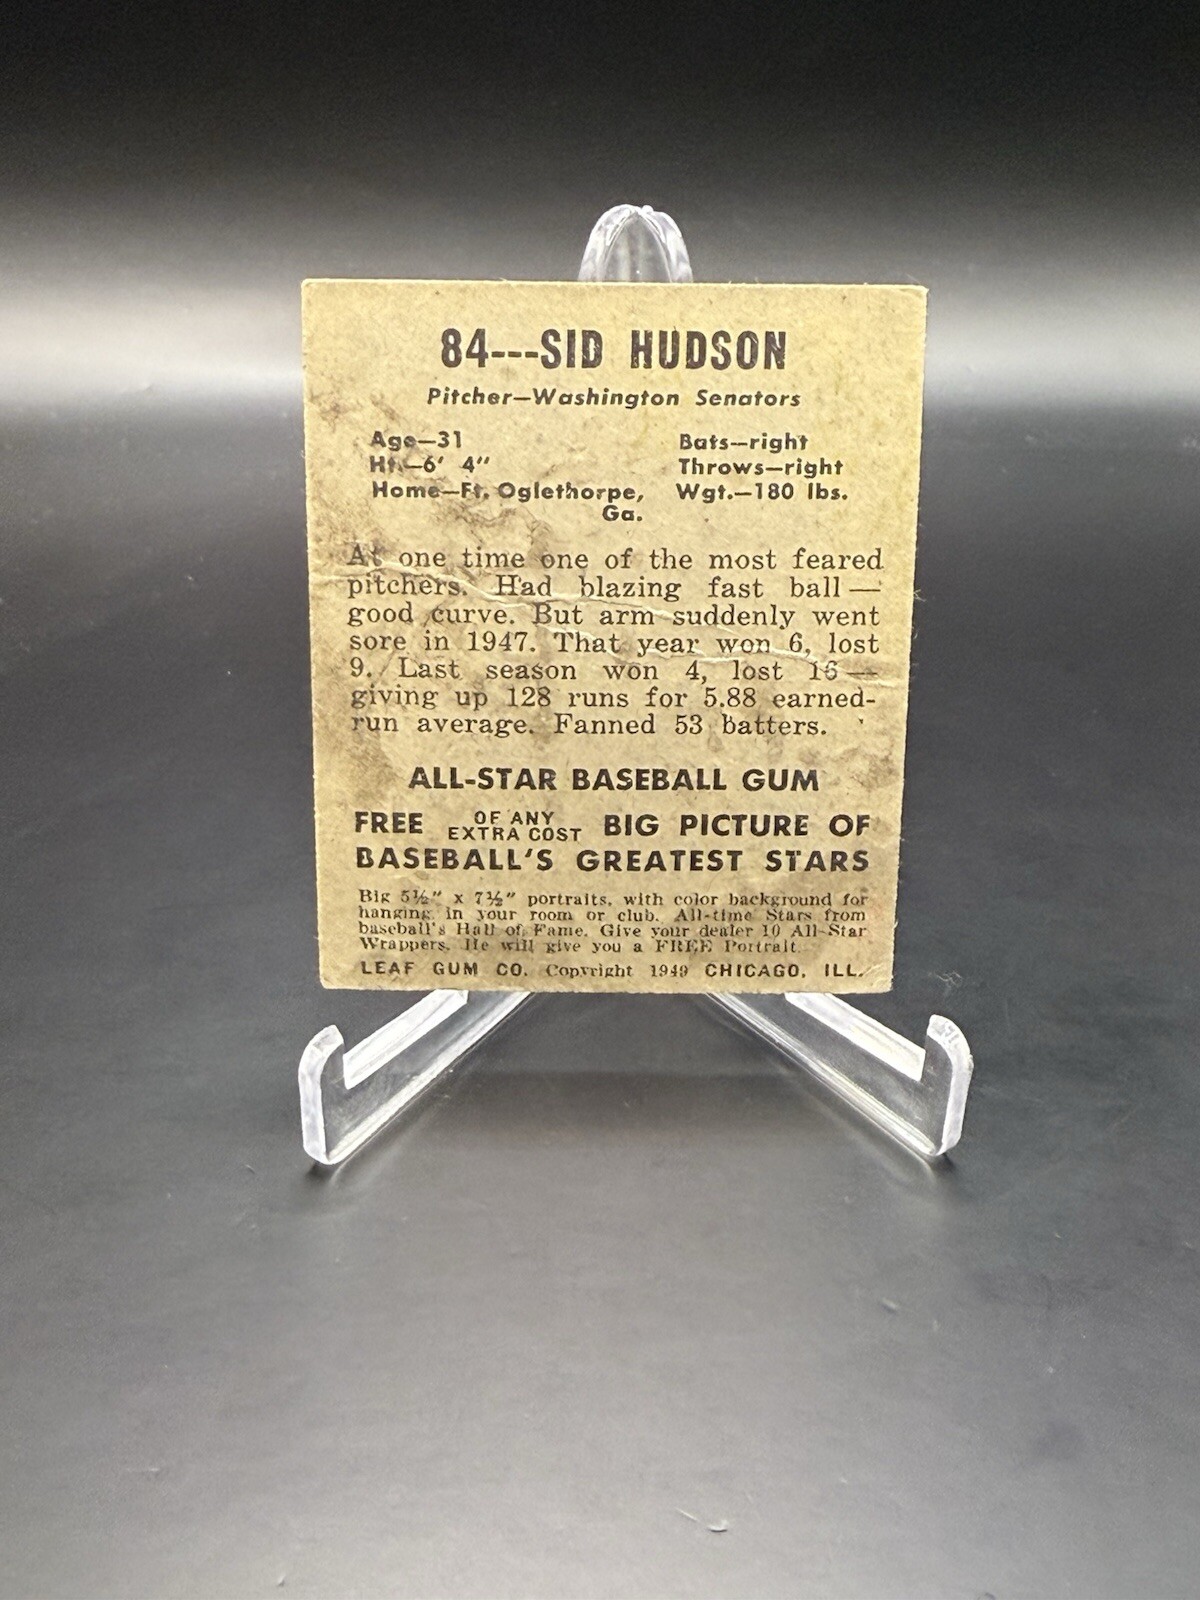 84---SID HUDSON
Pitcher—Washington Senators
Age—31 Bats—right
Ht.—6' 4" Throws—right
Home—Ft. Oglethorpe, Wgt.—180 lbs.
Ga.
At one time one of the most feared
pitchers. Had blazing fast ball —
good curve. But arm suddenly went
sore in 1947. That year won 6, lost
9. Last season won 4, lost 16 —
giving up 128 runs for 5.88 earned-
run average. Fanned 53 batters.
ALL-STAR BASEBALL GUM
FREE OF ANY EXTRA COST BIG PICTURE OF
BASEBALL'S GREATEST STARS
Big 5½" x 7½" portraits, with color background for
hanging in your room or club. All-time Stars from
baseball's Hall of Fame. Give your dealer 10 All-Star
Wrappers. He will give you a FREE Portrait.
LEAF GUM CO. Copyright 1949 CHICAGO, ILL.